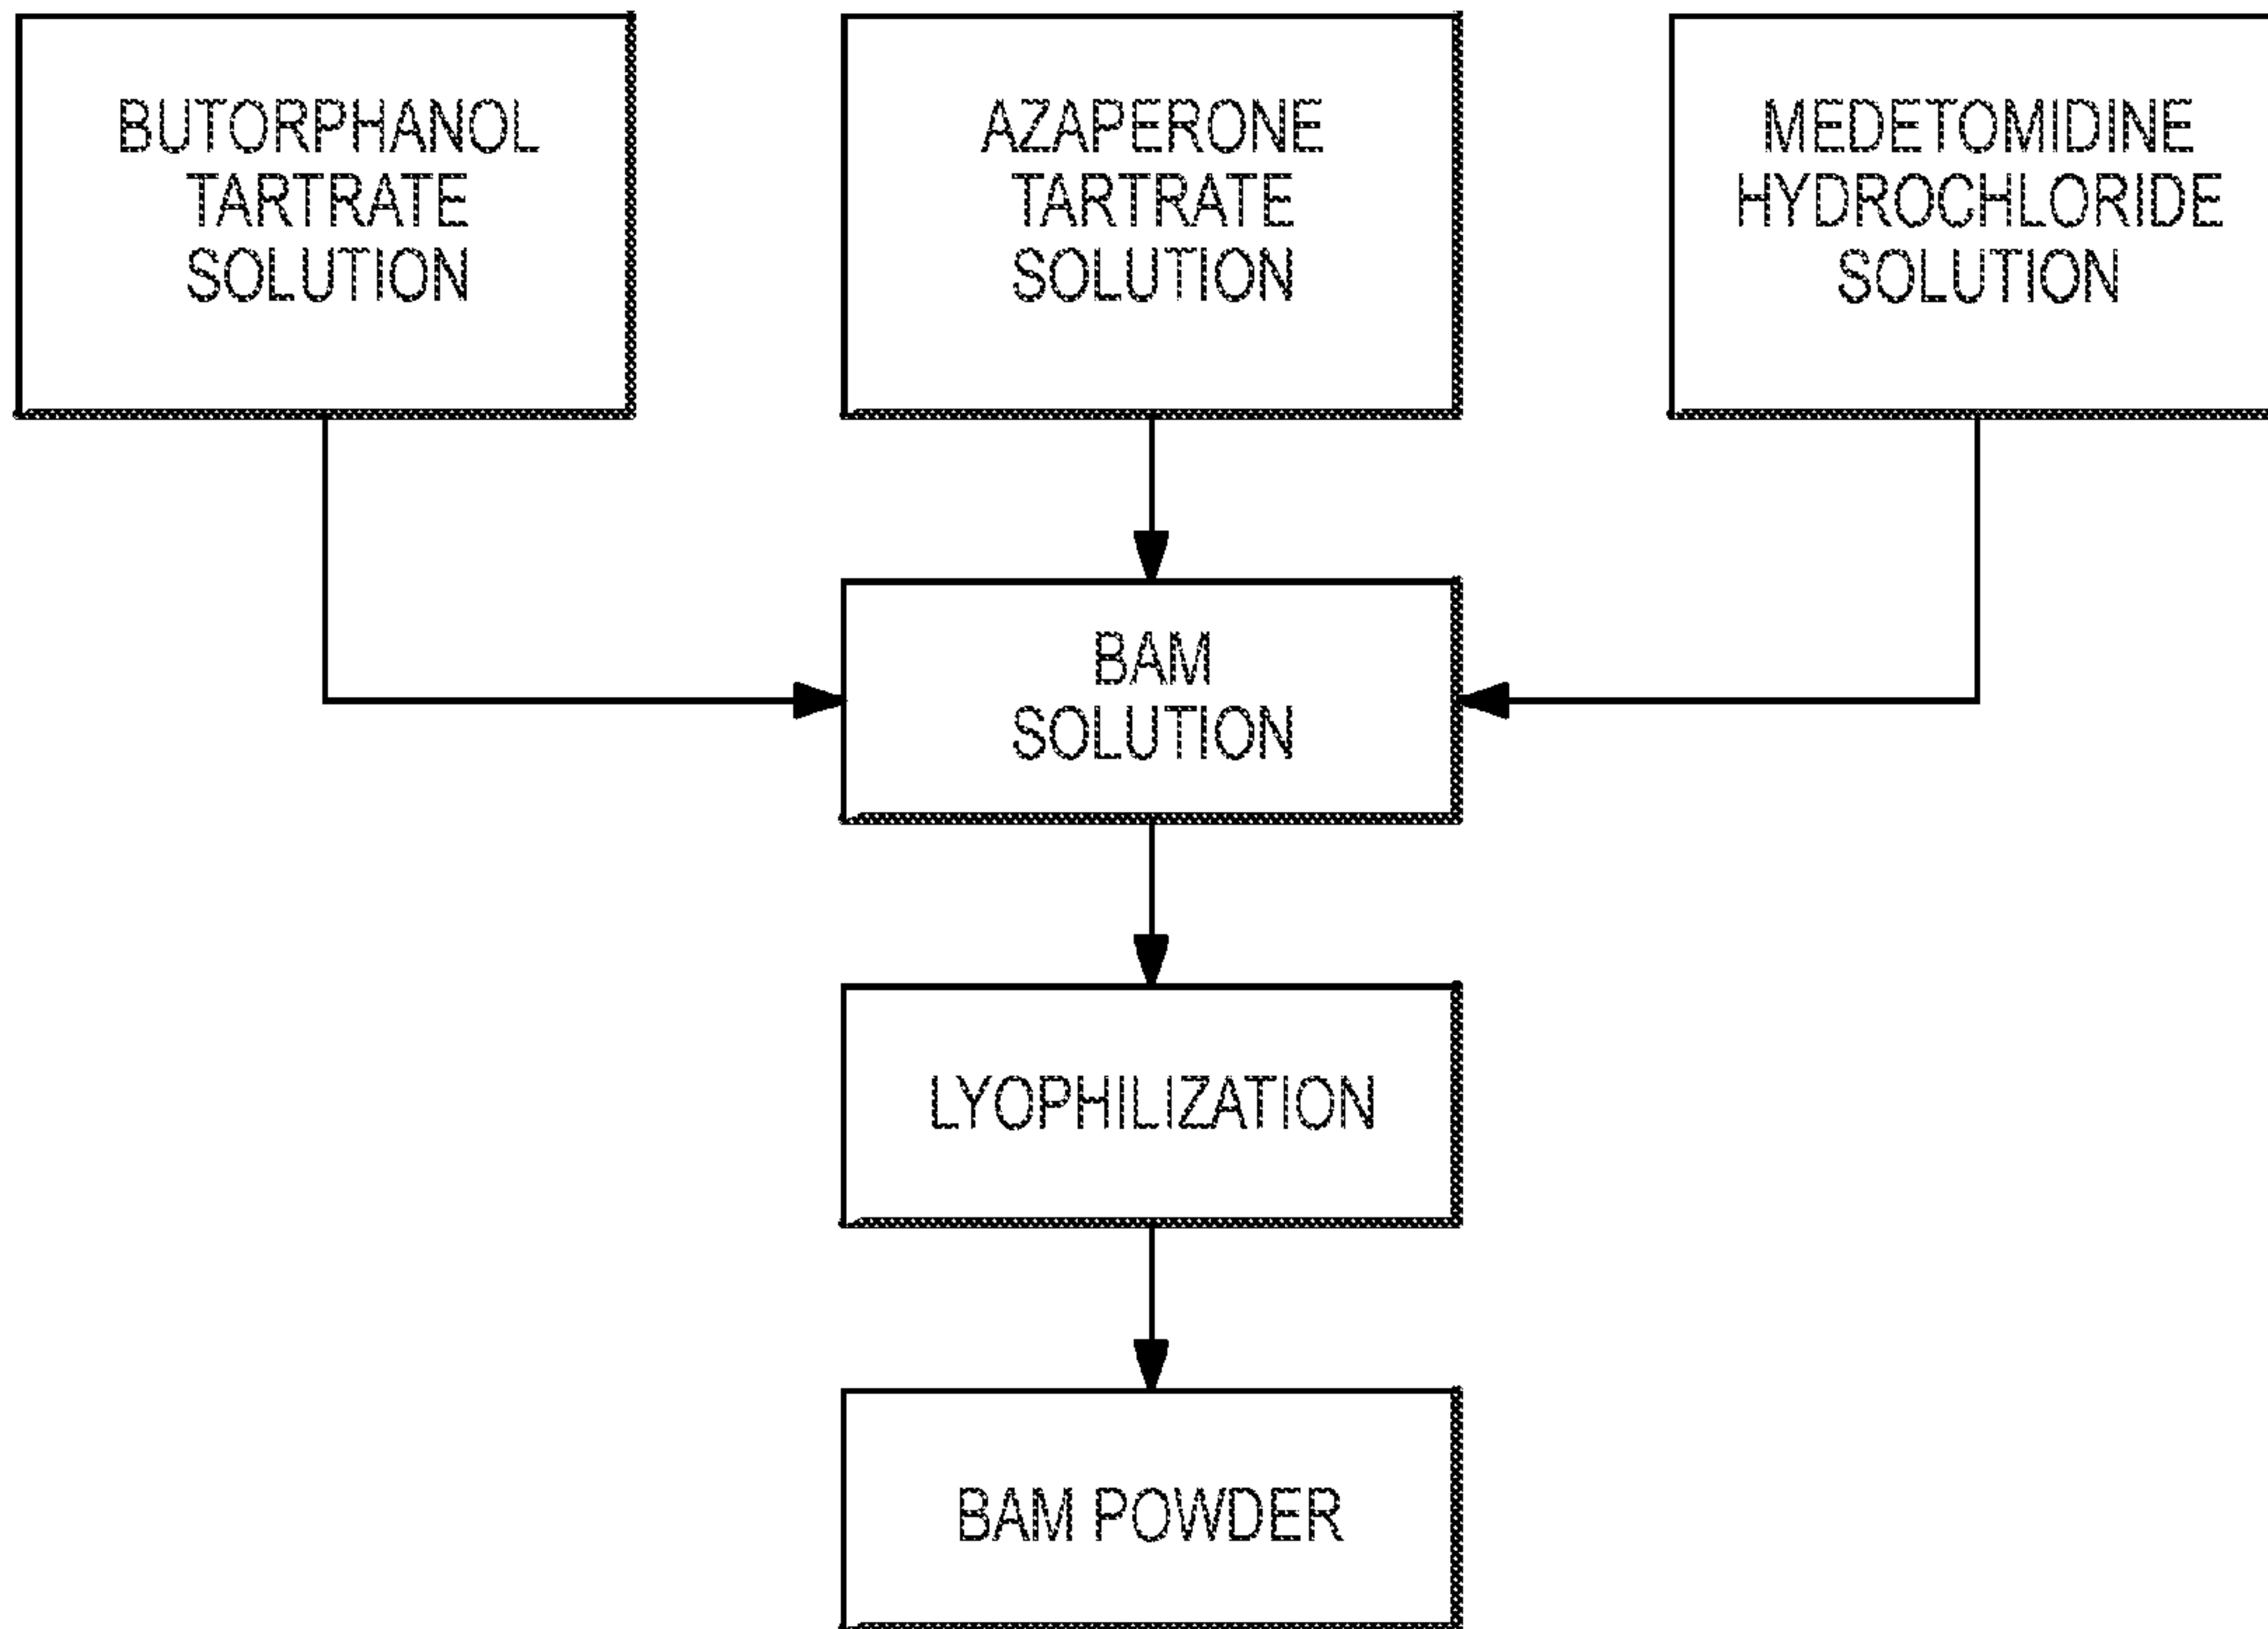 BUTORPHANOL
TARTRATE
SOLUTION
AZAPERONE
TARTRATE
SOLUTION
MEDETOMIDINE
HYDROCHLORIDE
SOLUTION
BAM
SOLUTION
LYOPHILIZATION
BAM POWDER